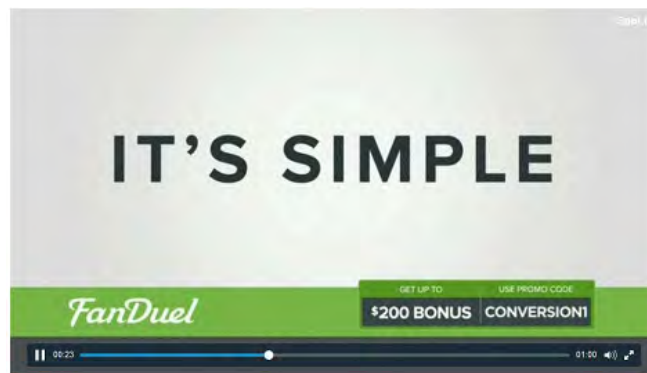 IT’S SIMPLE
GET UP TO
USE PROMO CODE
FanDuel
$200 BONUS
CONVERSION1
00:23
01:00